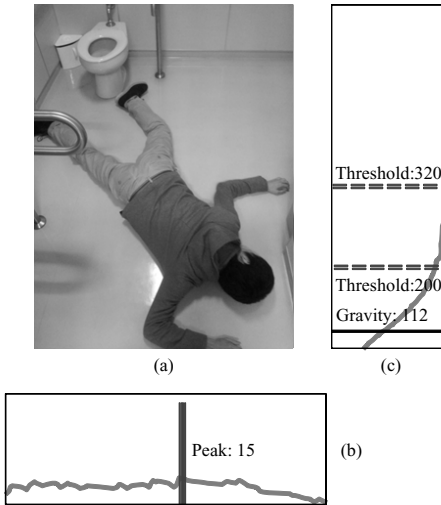 Threshold:320
Threshold:200
Gravity: 112
(a)
(c)
Peak: 15
(b)